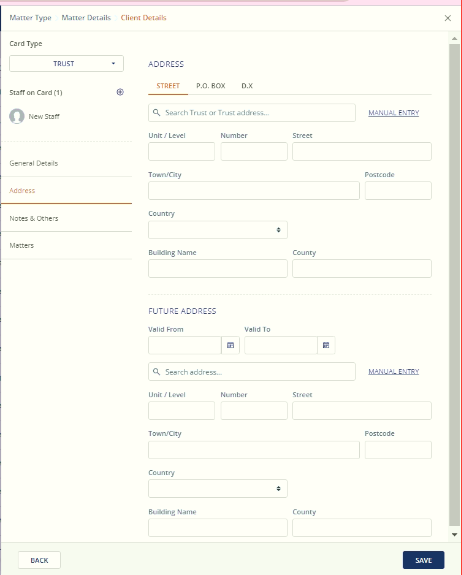 Matter Type Matter Details Client Details
Card Type
TRUST
Staff on Card (1)
New Staff
General Details
Address
Notes & Others
Matters
ADDRESS
STREET P.O. BOX D.X
Search Trust or Trust address... MANUAL ENTRY
Unit / Level Number Street
Town/City Postcode
Country
Building Name County
FUTURE ADDRESS
Valid From Valid To
Search address... MANUAL ENTRY
Unit / Level Number Street
Town/City Postcode
Country
Building Name County
BACK SAVE